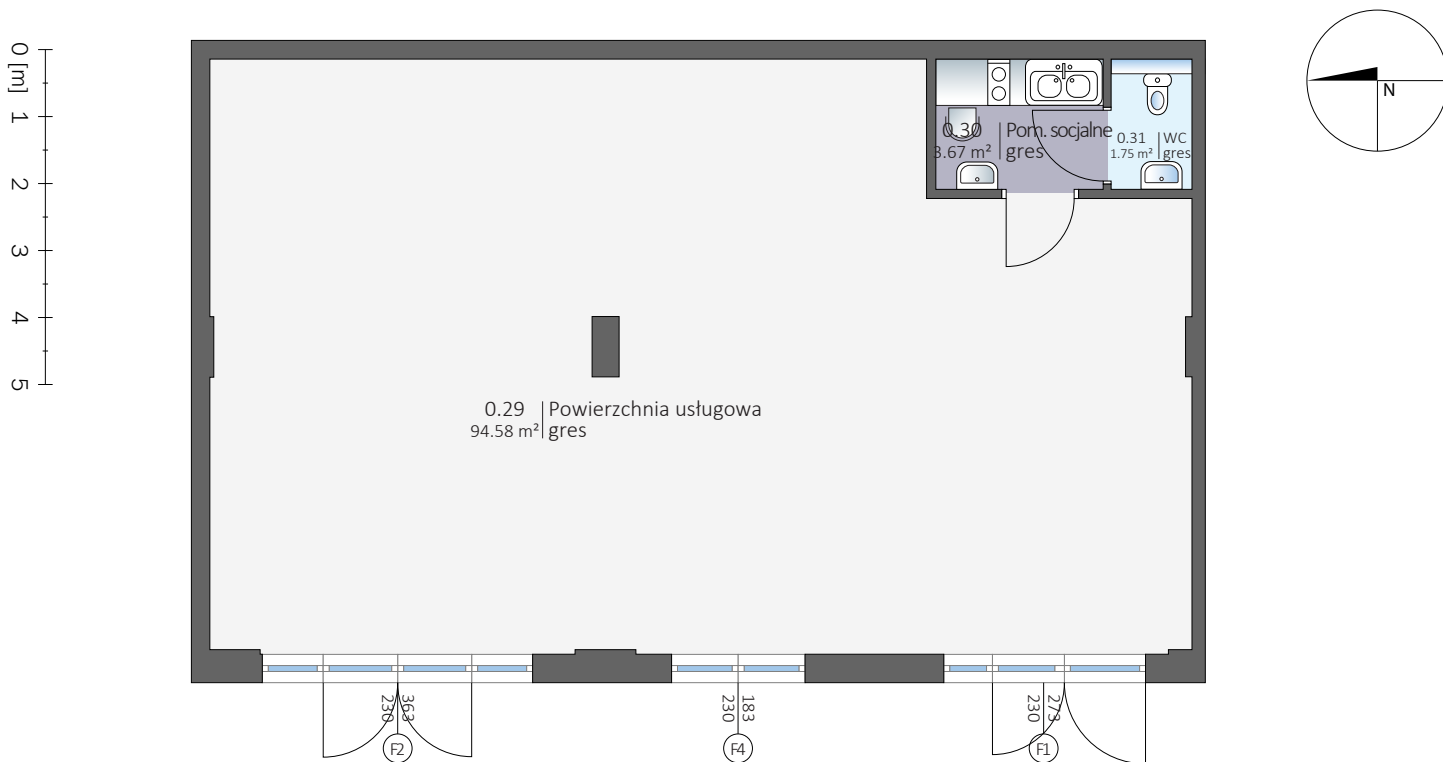 0 [m]
1
2
3
4
5
N
0.30 Pom. socjalne
3.67 m² gres
0.31 WC
1.75 m² gres
0.29 Powierzchnia usługowa
94.58 m² gres
363
230
F2
183
230
F4
273
230
F1